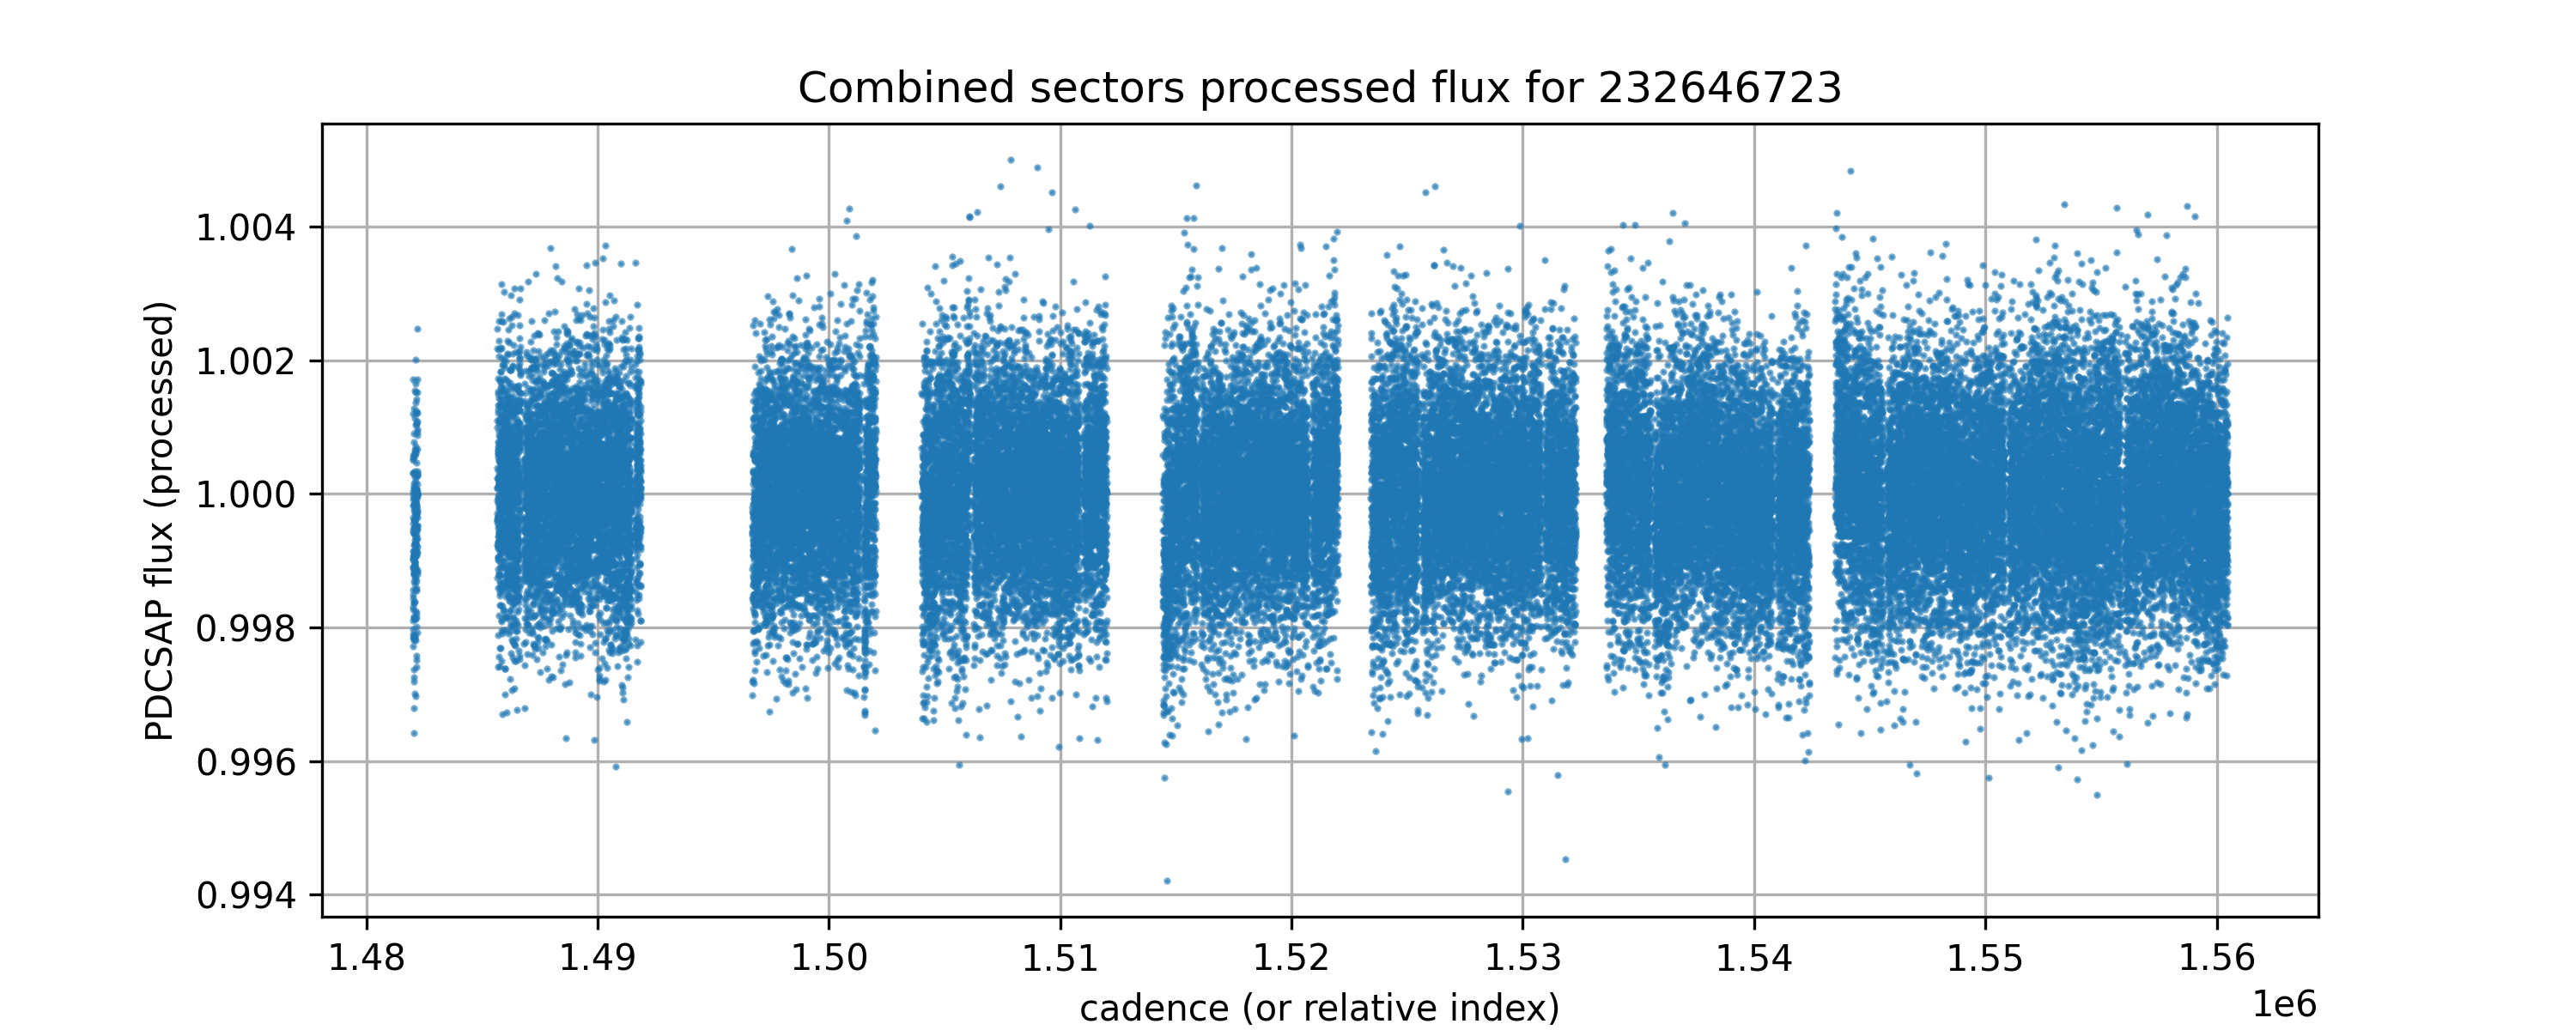 Combined sectors processed flux for 232646723
PDCSAP flux (processed)
1.004
1.002
1.000
0.998
0.996
0.994
1.48 1.49 1.50 1.51 1.52 1.53 1.54 1.55 1.56
1e6
cadence (or relative index)